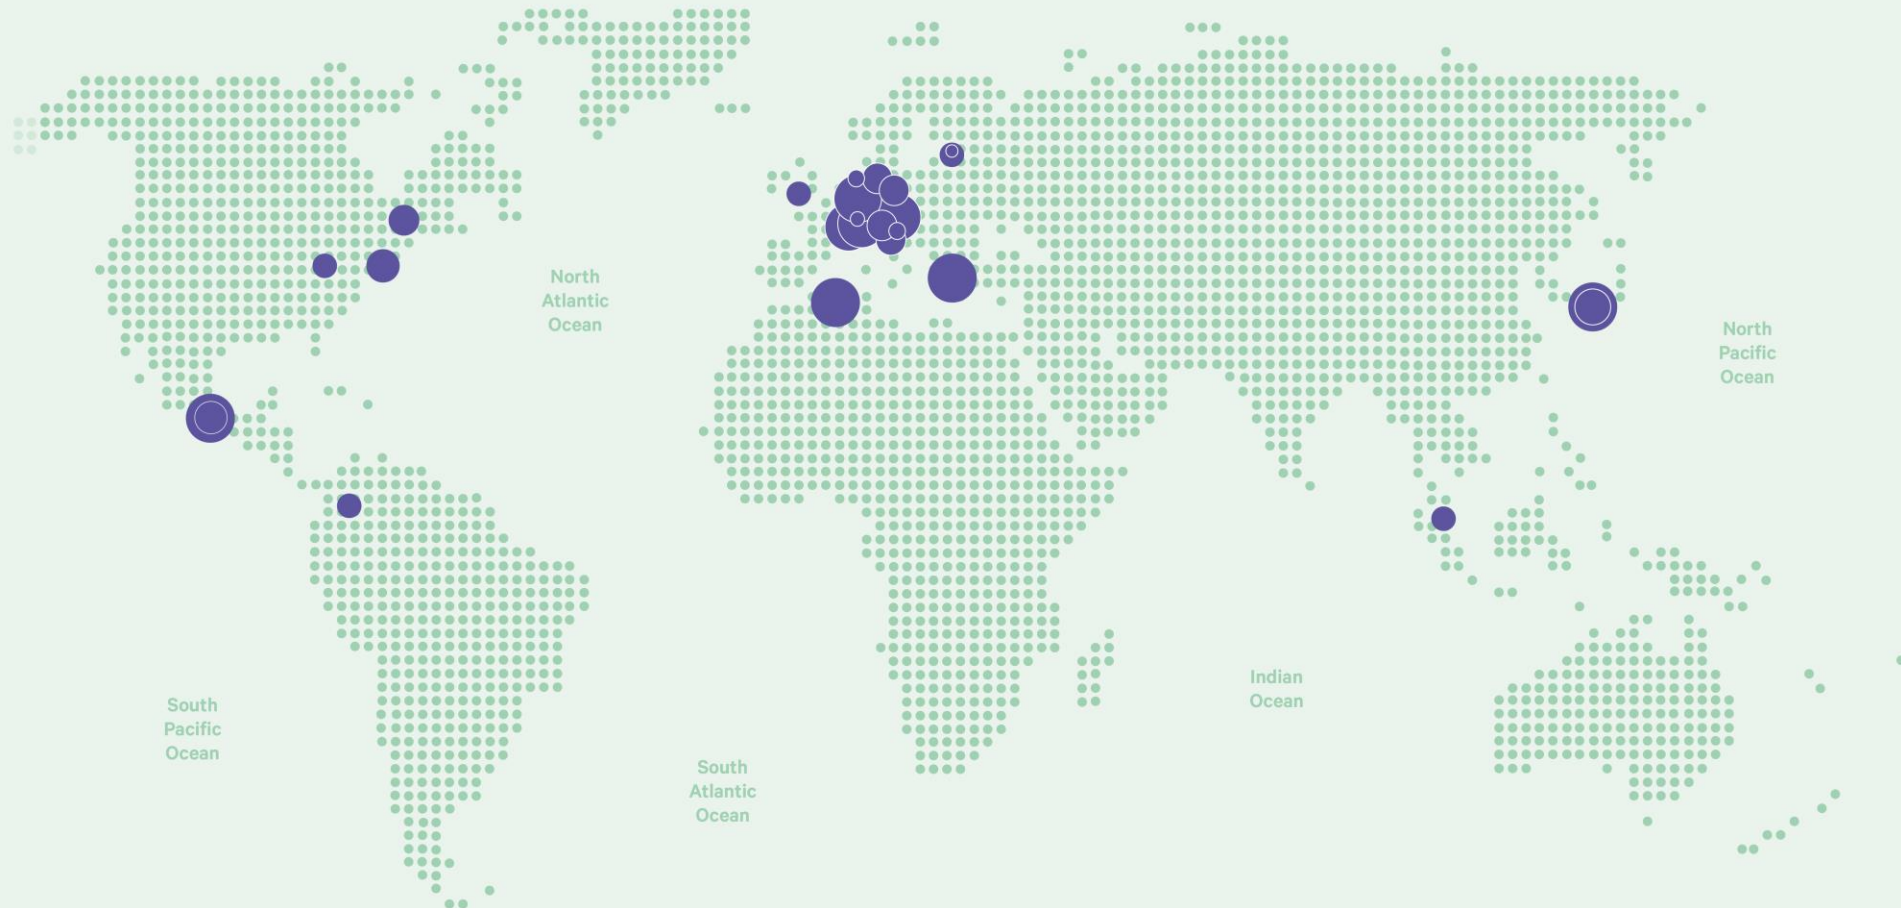 North
Atlantic
Ocean
North
Pacific
Ocean
Indian
Ocean
South
Pacific
Ocean
South
Atlantic
Ocean